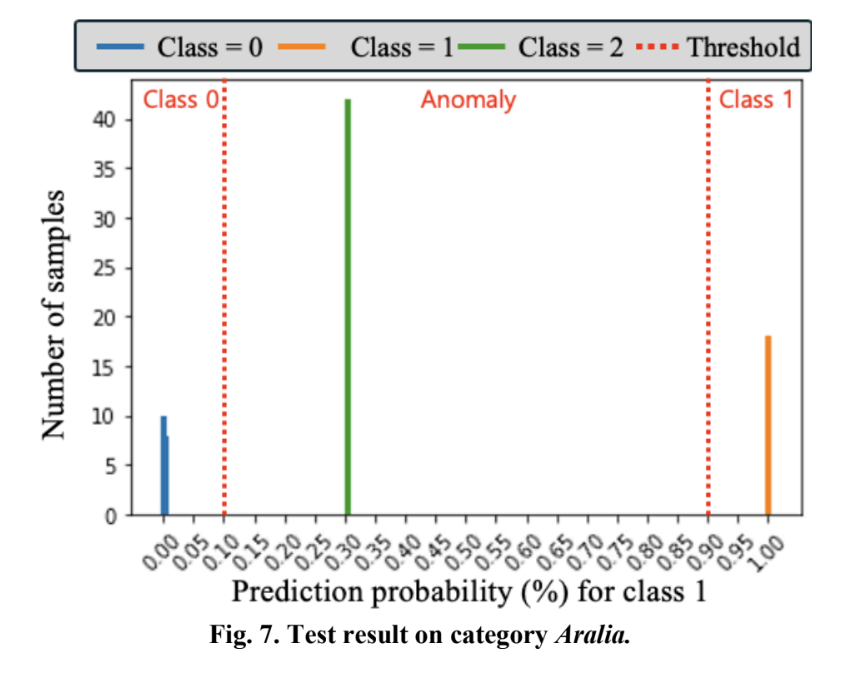 Class = 0 Class = 1 Class = 2 Threshold
Class 0 Anomaly Class 1
40
35
30
25
20
15
10
5
0
Number of samples
0.00 0.05 0.10 0.15 0.20 0.25 0.30 0.35 0.40 0.45 0.50 0.55 0.60 0.65 0.70 0.75 0.80 0.85 0.90 0.95 1.00
Prediction probability (%) for class 1
Fig. 7. Test result on category Aralia.